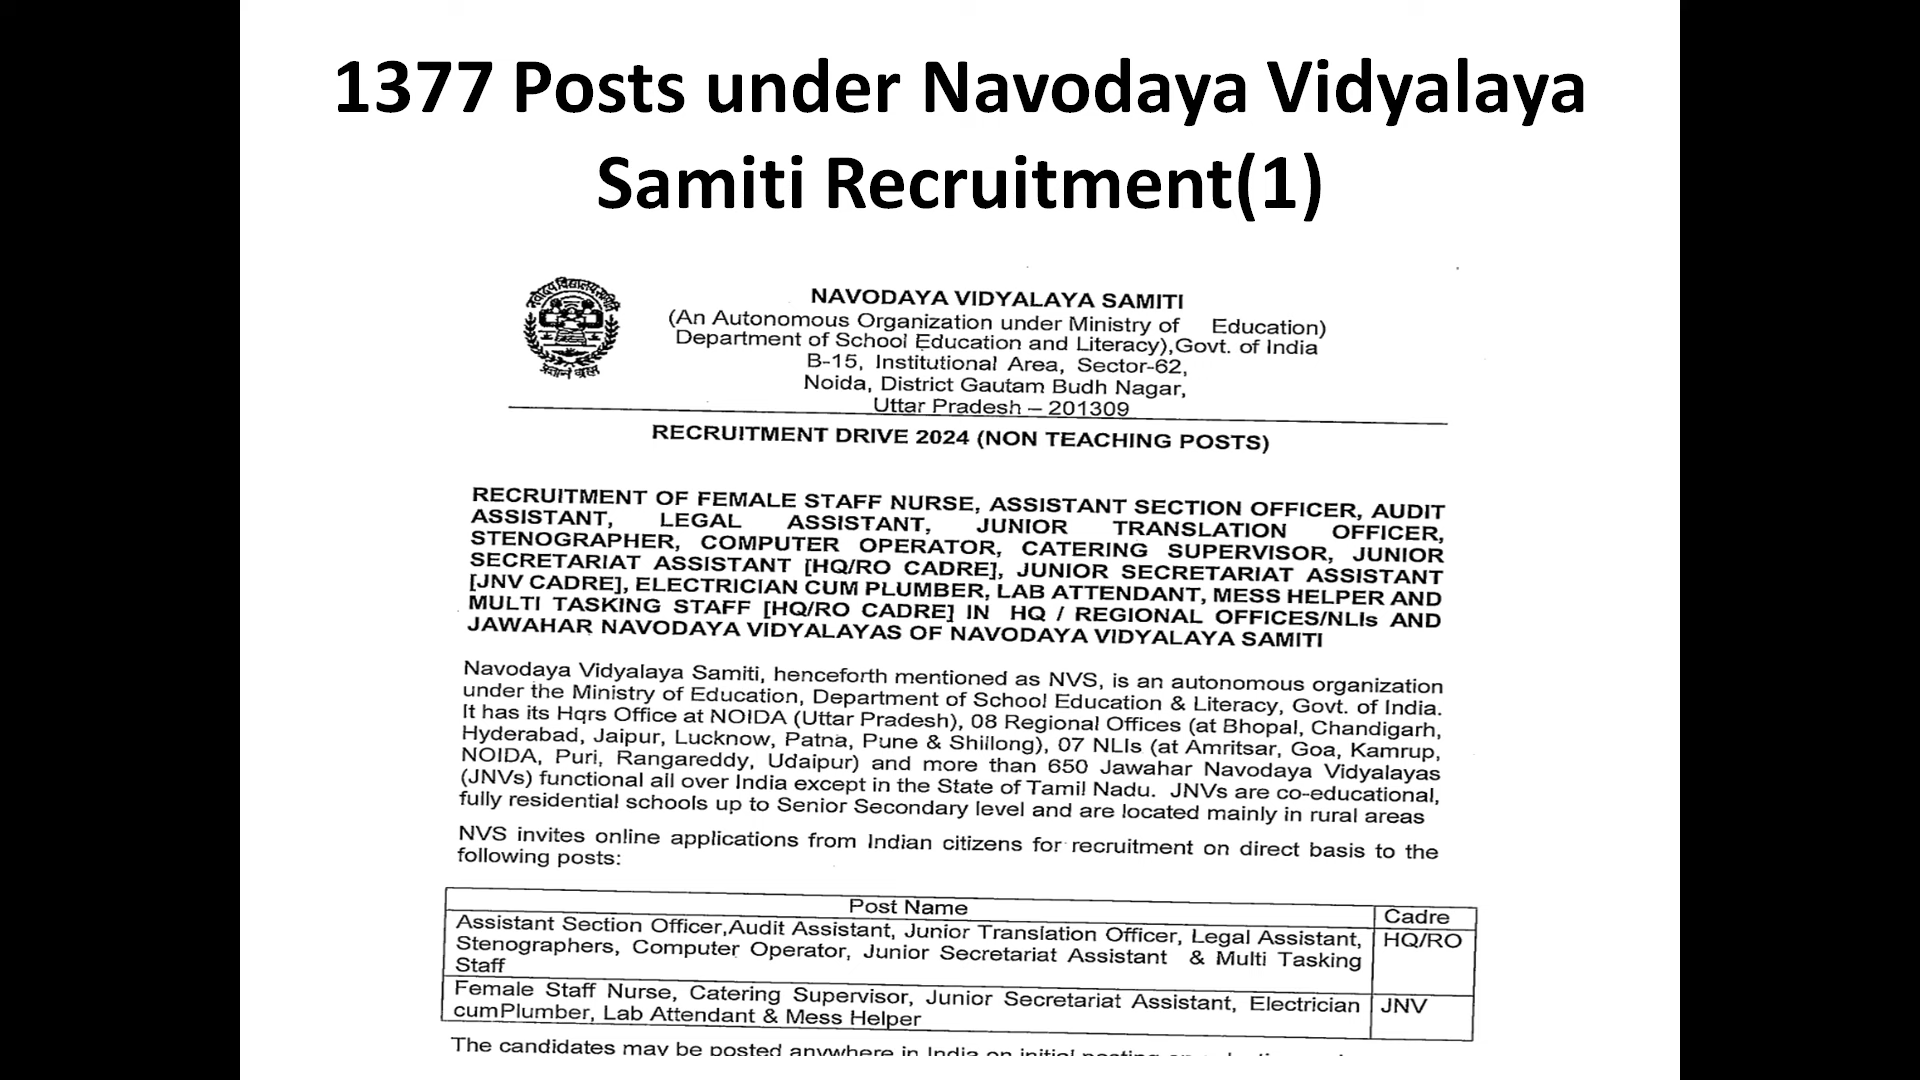 1377 Posts under Navodaya Vidyalaya
Samiti Recruitment(1)
नवोदय विद्यालय समिति
NAVODAYA VIDYALAYA SAMITI
(An Autonomous Organization under Ministry of Education)
Department of School Education and Literacy),Govt. of India
B-15, Institutional Area, Sector-62,
Noida, District Gautam Budh Nagar,
Uttar Pradesh – 201309
RECRUITMENT DRIVE 2024 (NON TEACHING POSTS)
RECRUITMENT OF FEMALE STAFF NURSE, ASSISTANT SECTION OFFICER, AUDIT
ASSISTANT, LEGAL ASSISTANT, JUNIOR TRANSLATION OFFICER,
STENOGRAPHER, COMPUTER OPERATOR, CATERING SUPERVISOR, JUNIOR
SECRETARIAT ASSISTANT [HQ/RO CADRE], JUNIOR SECRETARIAT ASSISTANT
[JNV CADRE], ELECTRICIAN CUM PLUMBER, LAB ATTENDANT, MESS HELPER AND
MULTI TASKING STAFF [HQ/RO CADRE] IN HQ / REGIONAL OFFICES/NLIs AND
JAWAHAR NAVODAYA VIDYALAYAS OF NAVODAYA VIDYALAYA SAMITI
Navodaya Vidyalaya Samiti, henceforth mentioned as NVS, is an autonomous organization
under the Ministry of Education, Department of School Education & Literacy, Govt. of India.
It has its Hqrs Office at NOIDA (Uttar Pradesh), 08 Regional Offices (at Bhopal, Chandigarh,
Hyderabad, Jaipur, Lucknow, Patna, Pune & Shillong), 07 NLIs (at Amritsar, Goa, Kamrup,
NOIDA, Puri, Rangareddy, Udaipur) and more than 650 Jawahar Navodaya Vidyalayas
(JNVs) functional all over India except in the State of Tamil Nadu. JNVs are co-educational,
fully residential schools up to Senior Secondary level and are located mainly in rural areas
NVS invites online applications from Indian citizens for recruitment on direct basis to the
following posts:
Post Name Cadre
Assistant Section Officer,Audit Assistant, Junior Translation Officer, Legal Assistant, HQ/RO
Stenographers, Computer Operator, Junior Secretariat Assistant & Multi Tasking
Staff
Female Staff Nurse, Catering Supervisor, Junior Secretariat Assistant, Electrician JNV
cumPlumber, Lab Attendant & Mess Helper
The candidates may be posted anywhere in India on initial posting